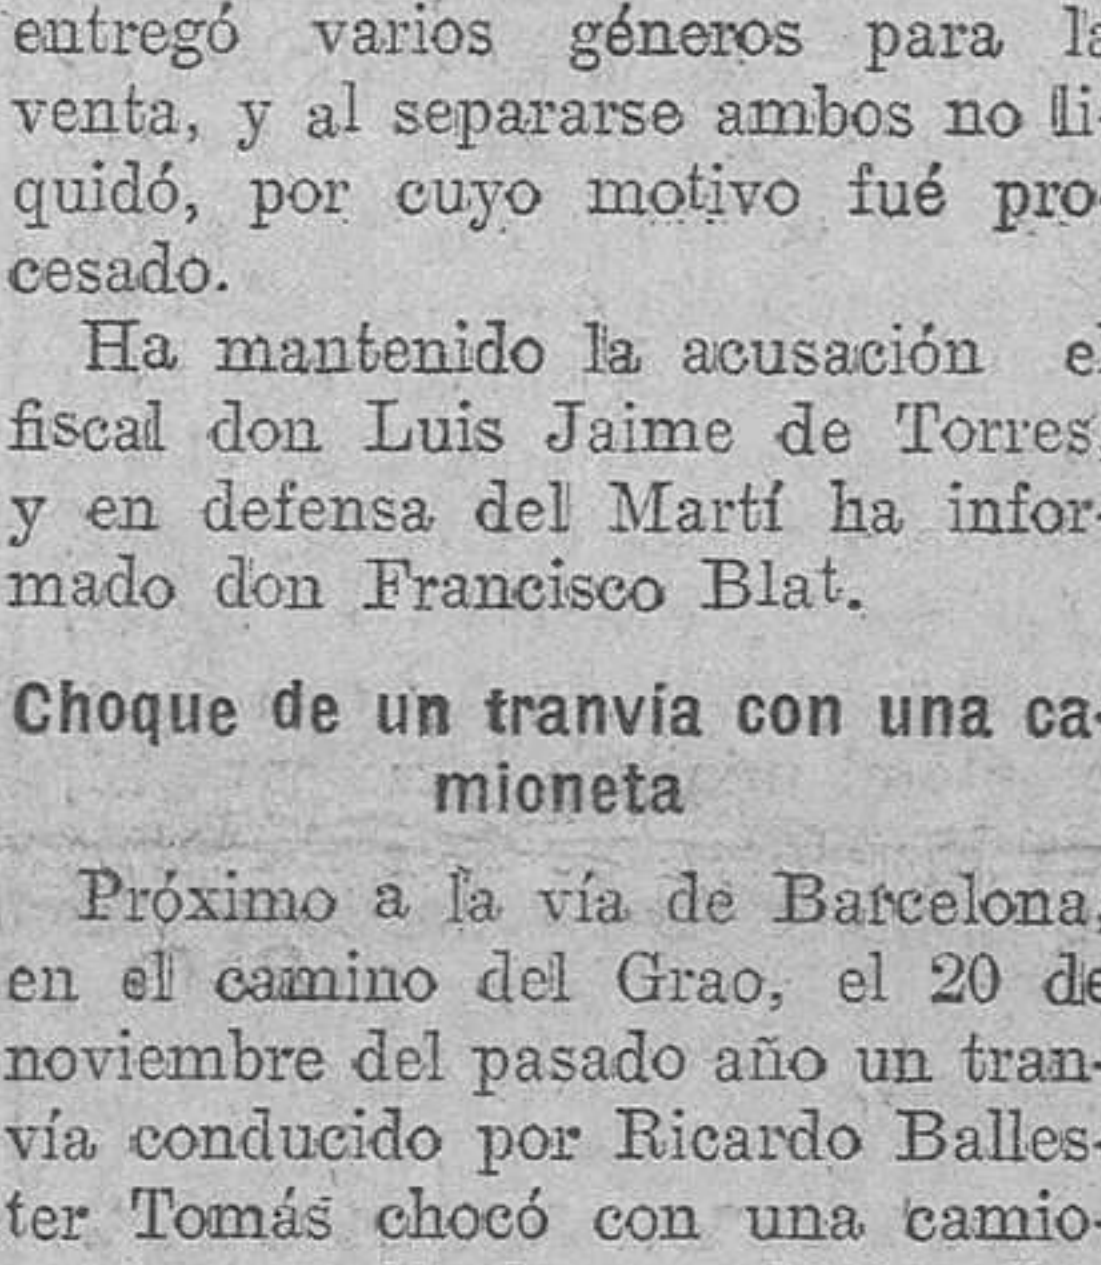 entregó varios géneros para la
venta, y al separarse ambos no li-
quidó, por cuyo motivo fué pro-
cesado.
Ha mantenido la acusación el
fiscal don Luis Jaime de Torres,
y en defensa del Martí ha infor-
mado don Francisco Blat.
Choque de un tranvía con una ca-
mioneta
Próximo a la vía de Barcelona,
en el camino del Grao, el 20 de
noviembre del pasado año un tran-
vía conducido por Ricardo Balles-
ter Tomás chocó con una camio-